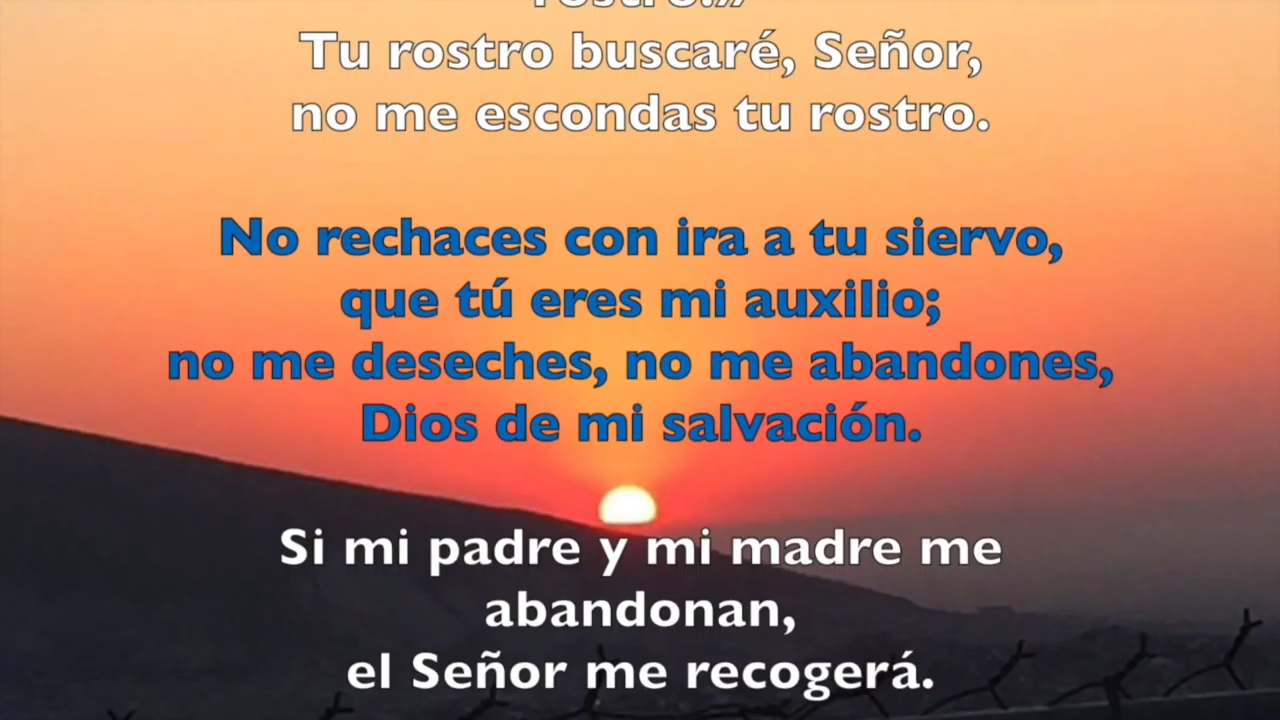 rostro.»
Tu rostro buscaré, Señor,
no me escondas tu rostro.
No rechaces con ira a tu siervo,
que tú eres mi auxilio;
no me deseches, no me abandones,
Dios de mi salvación.
Si mi padre y mi madre me
abandonan,
el Señor me recogerá.